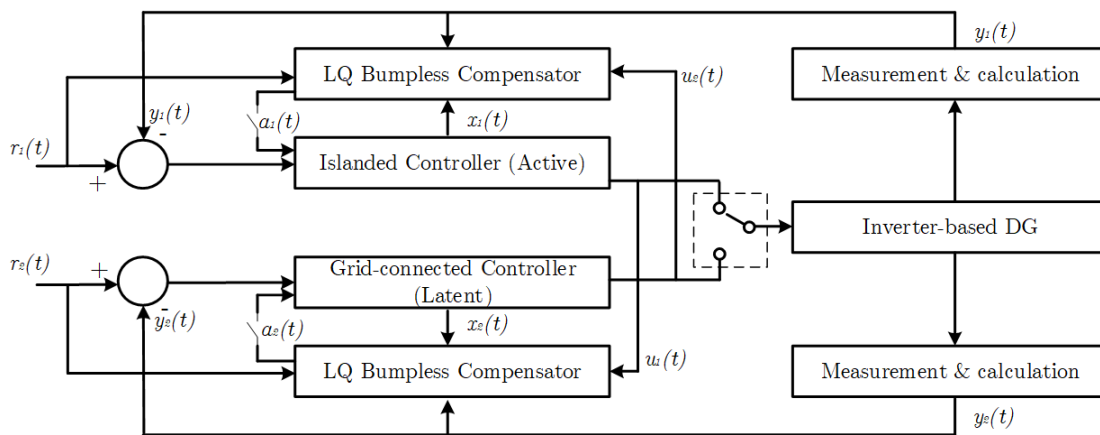 y₁(t)
LQ Bumpless Compensator
u₂(t)
Measurement & calculation
y₁(t)
-
a₁(t)
x₁(t)
r₁(t)
+
Islanded Controller (Active)
Inverter-based DG
r₂(t)
+
Grid-connected Controller
(Latent)
-
y₂(t)
a₂(t)
x₂(t)
LQ Bumpless Compensator
u₁(t)
Measurement & calculation
y₂(t)